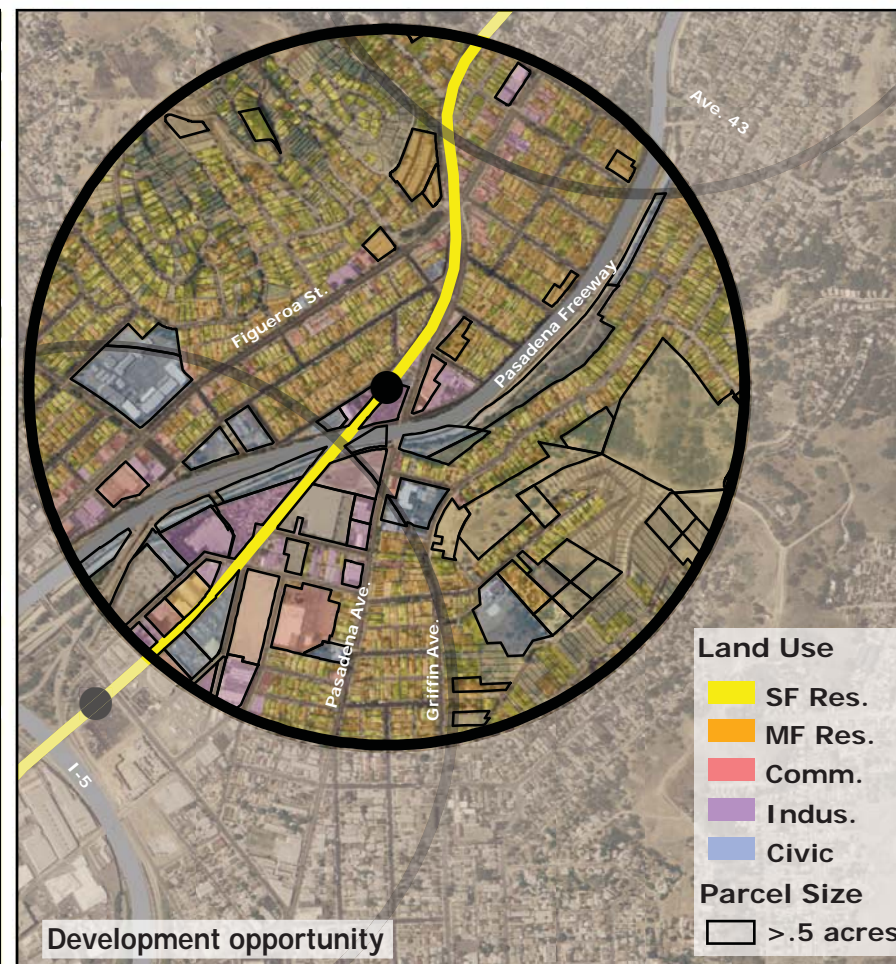 Ave. 43
Figueroa St.
Pasadena Freeway
Pasadena Ave.
Griffin Ave.
I-5
Land Use
SF Res.
MF Res.
Comm.
Indus.
Civic
Parcel Size
>.5 acres
Development opportunity